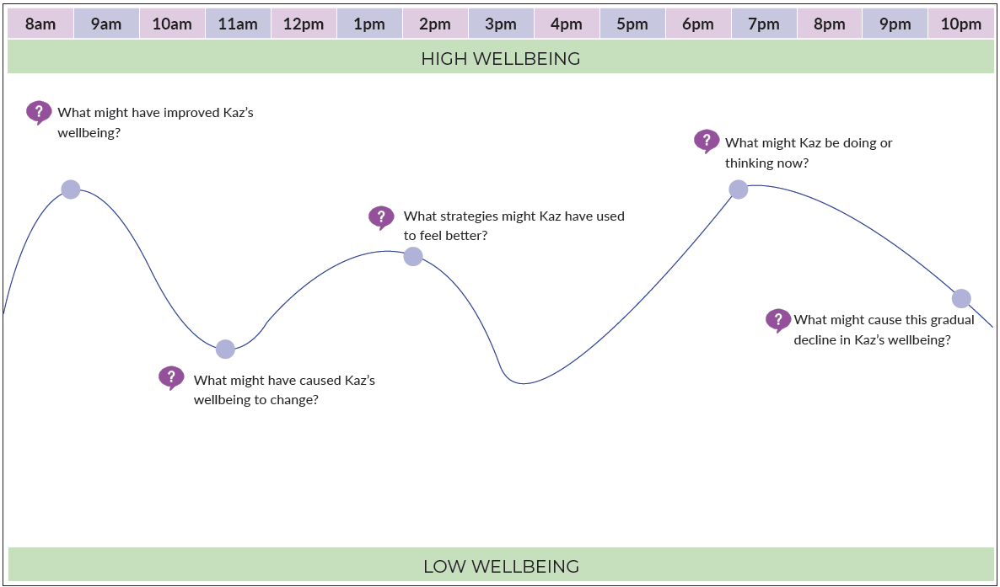 8am 9am 10am 11am 12pm 1pm 2pm 3pm 4pm 5pm 6pm 7pm 8pm 9pm 10pm
HIGH WELLBEING
? What might have improved Kaz’s
wellbeing?
? What might Kaz be doing or
thinking now?
? What strategies might Kaz have used
to feel better?
? What might cause this gradual
decline in Kaz’s wellbeing?
? What might have caused Kaz’s
wellbeing to change?
LOW WELLBEING